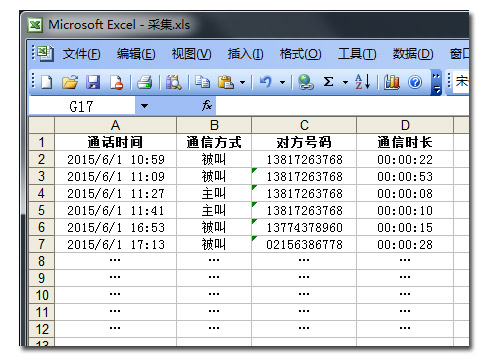 Microsoft Excel - 采集.xls
文件(F) 编辑(E) 视图(V) 插入(I) 格式(O) 工具(T) 数据(D) 窗口
宋
G17 fx
A B C D
1 通话时间 通信方式 对方号码 通信时长
2 2015/6/1 10:59 被叫 13817263768 00:00:22
3 2015/6/1 11:09 被叫 13817263768 00:00:53
4 2015/6/1 11:27 主叫 13817263768 00:00:08
5 2015/6/1 11:41 主叫 13817263768 00:00:10
6 2015/6/1 16:53 被叫 13774378960 00:00:15
7 2015/6/1 17:13 被叫 02156386778 00:00:28
8 … … … …
9 … … … …
10 … … … …
11 … … … …
12 … … … …